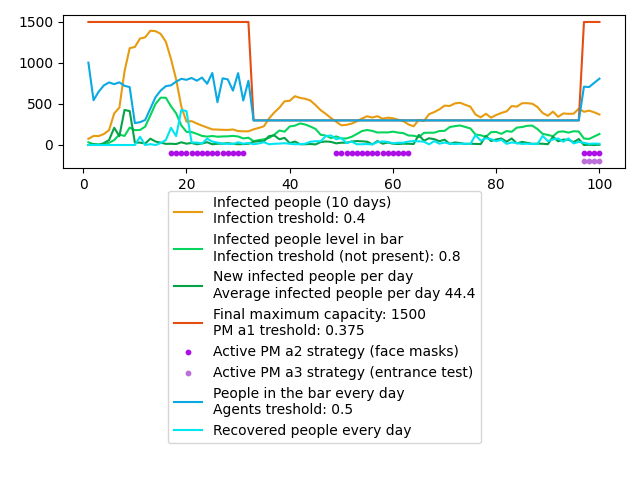 1500
1000
500
0
0 20 40 60 80 100
Infected people (10 days)
Infection treshold: 0.4
Infected people level in bar
Infection treshold (not present): 0.8
New infected people per day
Average infected people per day 44.4
Final maximum capacity: 1500
PM a1 treshold: 0.375
Active PM a2 strategy (face masks)
Active PM a3 strategy (entrance test)
People in the bar every day
Agents treshold: 0.5
Recovered people every day